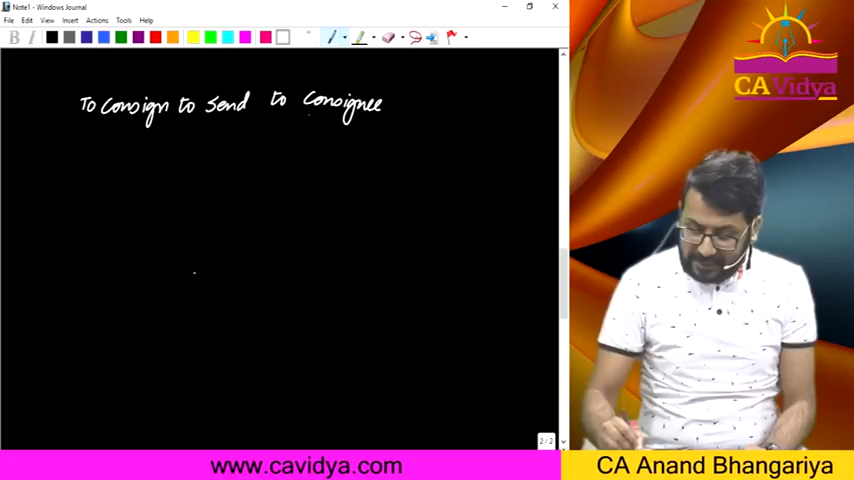 Note1 - Windows Journal
File Edit View Insert Actions Tools Help
B I
To Consign to Send to Consignee
CA Vidya
2 / 2
www.cavidya.com
CA Anand Bhangariya